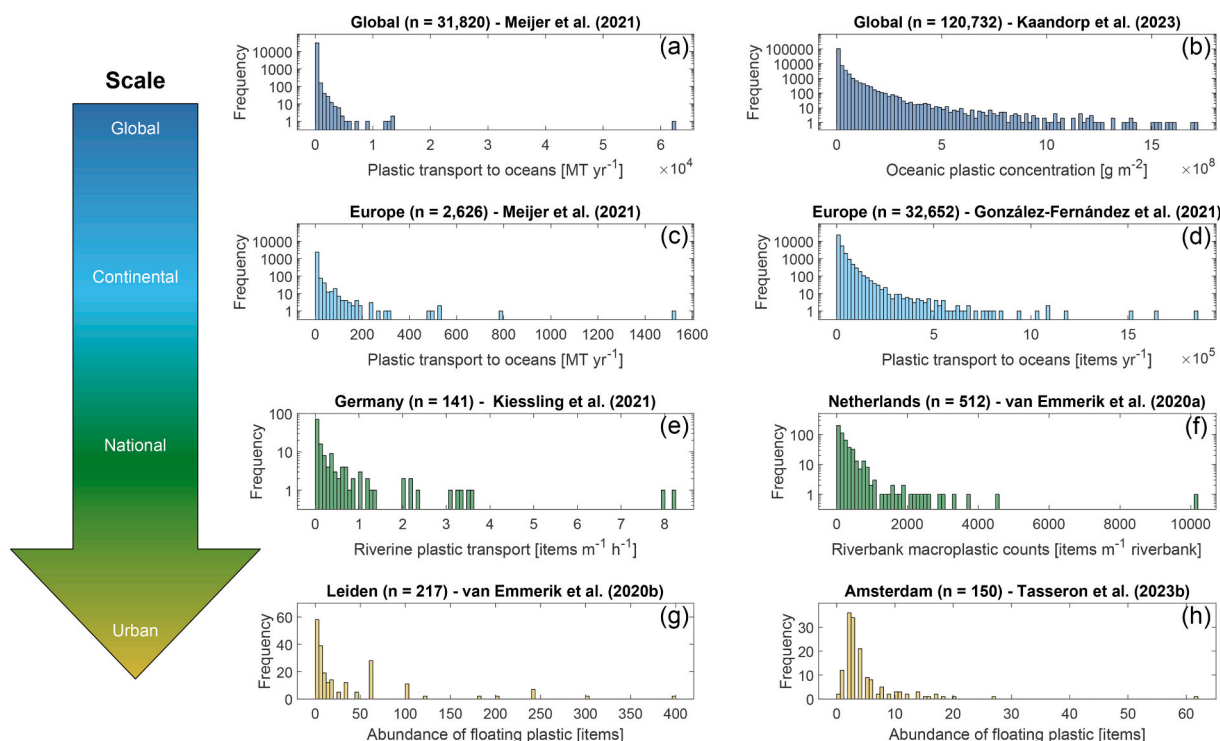 Scale
Global
Continental
National
Urban
Global (n = 31,820) - Meijer et al. (2021)
(a)
Frequency
10000
1000
100
10
1
0 1 2 3 4 5 6
Plastic transport to oceans [MT yr⁻¹]
×10⁴
Global (n = 120,732) - Kaandorp et al. (2023)
(b)
Frequency
100000
10000
1000
100
10
1
0 5 10 15
Oceanic plastic concentration [g m⁻²]
×10⁸
Europe (n = 2,626) - Meijer et al. (2021)
(c)
Frequency
10000
1000
100
10
1
0 200 400 600 800 1000 1200 1400 1600
Plastic transport to oceans [MT yr⁻¹]
Europe (n = 32,652) - González-Fernández et al. (2021)
(d)
Frequency
10000
1000
100
10
1
0 5 10 15
Plastic transport to oceans [items yr⁻¹]
×10⁵
Germany (n = 141) - Kiessling et al. (2021)
(e)
Frequency
100
10
1
0 1 2 3 4 5 6 7 8
Riverine plastic transport [items m⁻¹ h⁻¹]
Netherlands (n = 512) - van Emmerik et al. (2020a)
(f)
Frequency
100
10
1
0 2000 4000 6000 8000 10000
Riverbank macroplastic counts [items m⁻¹ riverbank]
Leiden (n = 217) - van Emmerik et al. (2020b)
(g)
Frequency
60
40
20
0
0 50 100 150 200 250 300 350 400
Abundance of floating plastic [items]
Amsterdam (n = 150) - Tasseron et al. (2023b)
(h)
Frequency
30
20
10
0
0 10 20 30 40 50 60
Abundance of floating plastic [items]